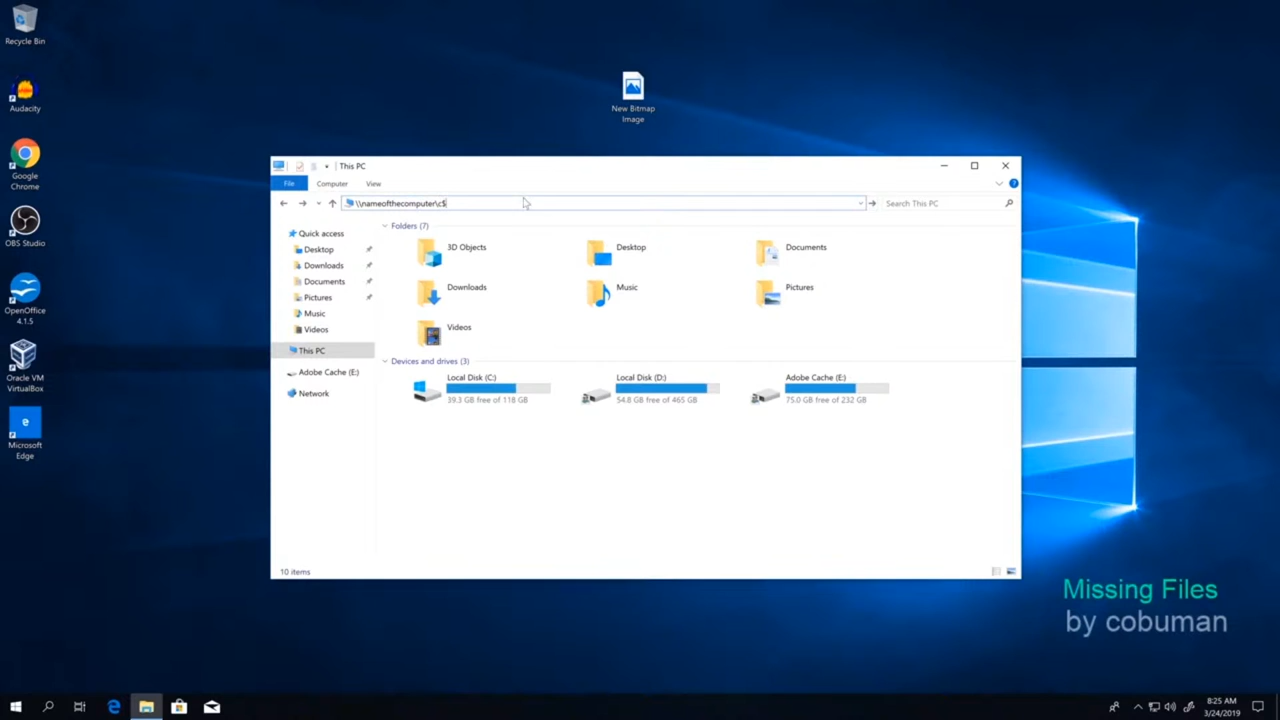 Recycle Bin
Audacity
Google
Chrome
OBS Studio
OpenOffice
4.1.5
Oracle VM
VirtualBox
Microsoft
Edge
New Bitmap
Image
This PC
File
Computer
View
\\nameofthecomputer\c$
Search This PC
Quick access
Desktop
Downloads
Documents
Pictures
Music
Videos
This PC
Adobe Cache (E:)
Network
Folders (7)
3D Objects
Desktop
Documents
Downloads
Music
Pictures
Videos
Devices and drives (3)
Local Disk (C:)
39.3 GB free of 118 GB
Local Disk (D:)
54.8 GB free of 465 GB
Adobe Cache (E:)
75.0 GB free of 232 GB
10 items
Missing Files
by cobuman
8:25 AM
3/24/2019